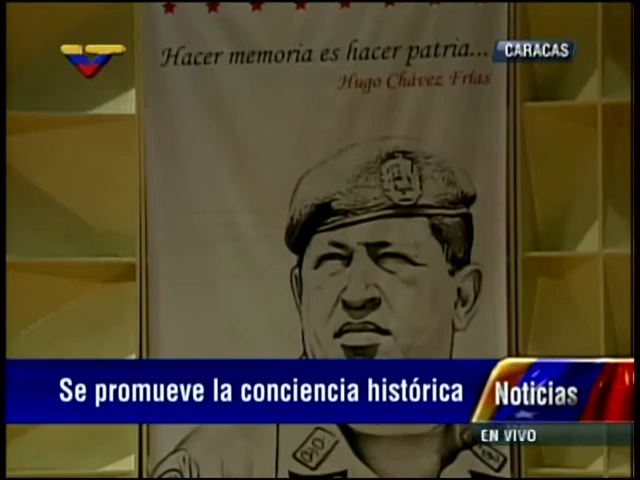 Hacer memoria es hacer patria...
CARACAS
Hugo Chávez Frías
Se promueve la conciencia histórica
Noticias
EN VIVO